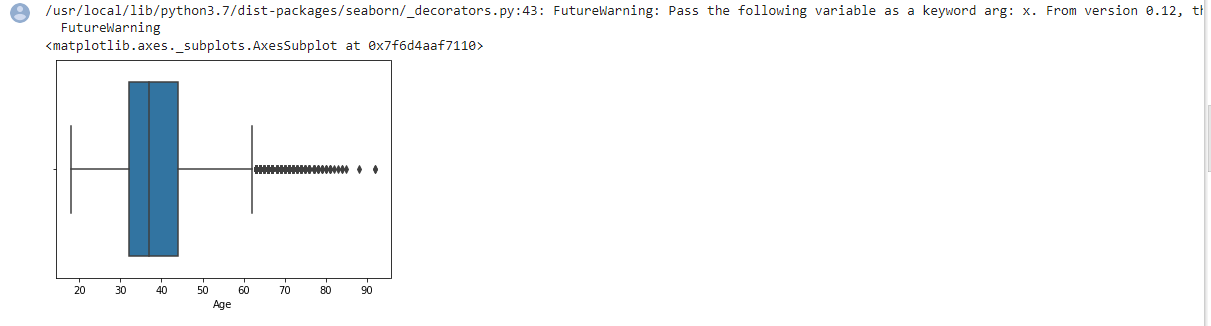 /usr/local/lib/python3.7/dist-packages/seaborn/_decorators.py:43: FutureWarning: Pass the following variable as a keyword arg: x. From version 0.12, th
FutureWarning
<matplotlib.axes._subplots.AxesSubplot at 0x7f6d4aaf7110>
20 30 40 50 60 70 80 90
Age